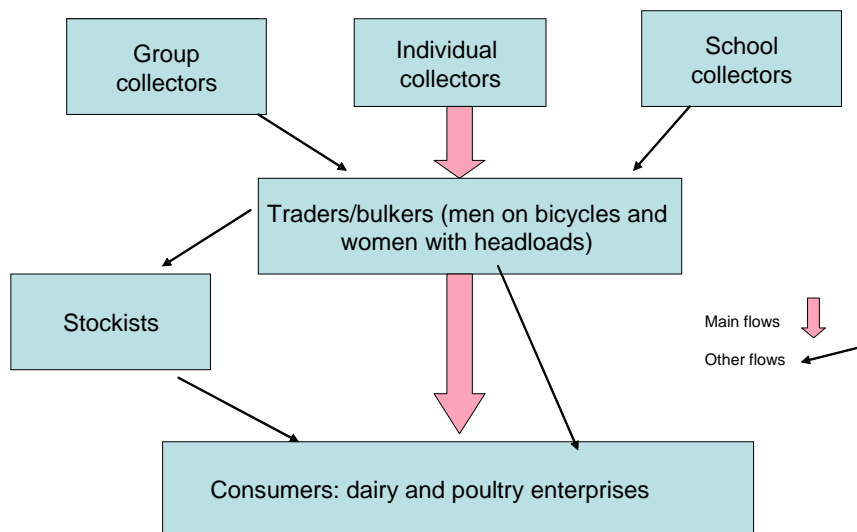 Group
collectors
Individual
collectors
School
collectors
Traders/bulkers (men on bicycles and
women with headloads)
Stockists
Main flows
Other flows
Consumers: dairy and poultry enterprises